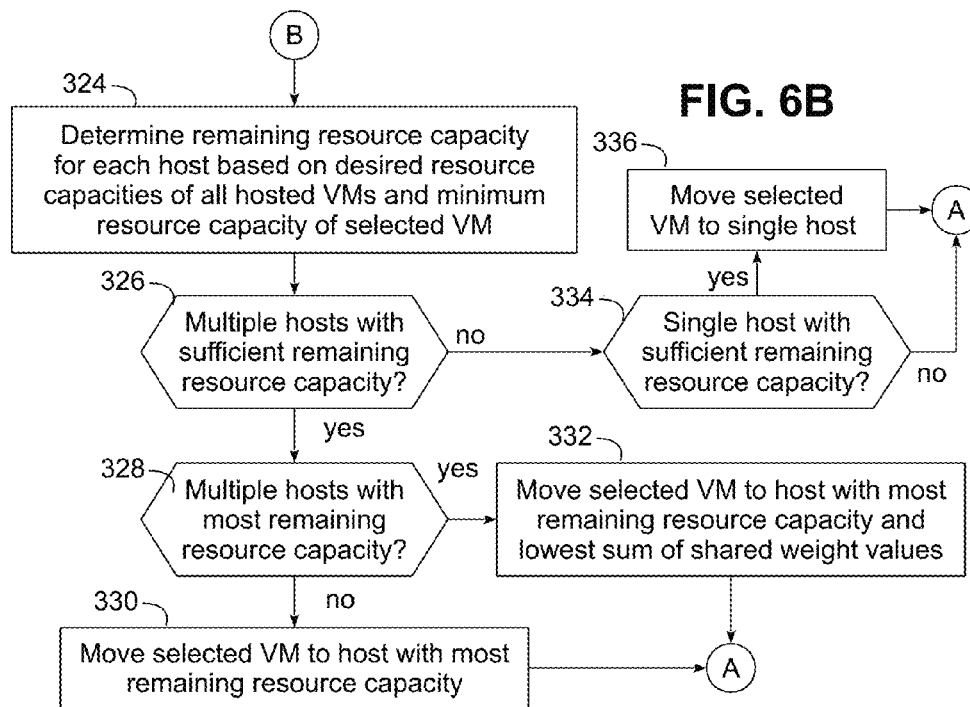 B
324
FIG. 6B
Determine remaining resource capacity
for each host based on desired resource
capacities of all hosted VMs and minimum
resource capacity of selected VM
336
Move selected
VM to single host
A
326
Multiple hosts with
sufficient remaining
resource capacity?
no
yes
334
Single host with
sufficient remaining
resource capacity?
no
yes
328
Multiple hosts with
most remaining
resource capacity?
yes
332
Move selected VM to host with most
remaining resource capacity and
lowest sum of shared weight values
no
330
Move selected VM to host with most
remaining resource capacity
A